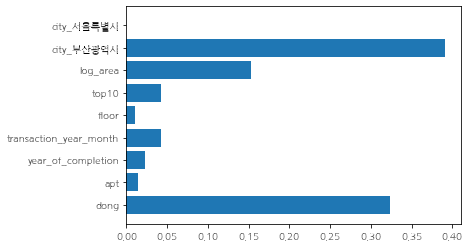 city_서울특별시
city_부산광역시
log_area
top10
floor
transaction_year_month
year_of_completion
apt
dong
0.00 0.05 0.10 0.15 0.20 0.25 0.30 0.35 0.40